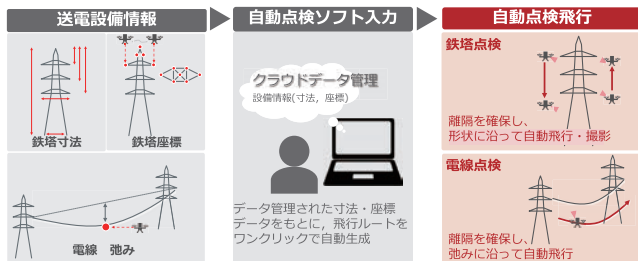 送電設備情報
鉄塔寸法
鉄塔座標
電線　弛み
自動点検ソフト入力
クラウドデータ管理
設備情報(寸法，座標)
データ管理された寸法・座標
データをもとに，飛行ルートを
ワンクリックで自動生成
自動点検飛行
鉄塔点検
離隔を確保し、
形状に沿って自動飛行・撮影
電線点検
離隔を確保し、
弛みに沿って自動飛行